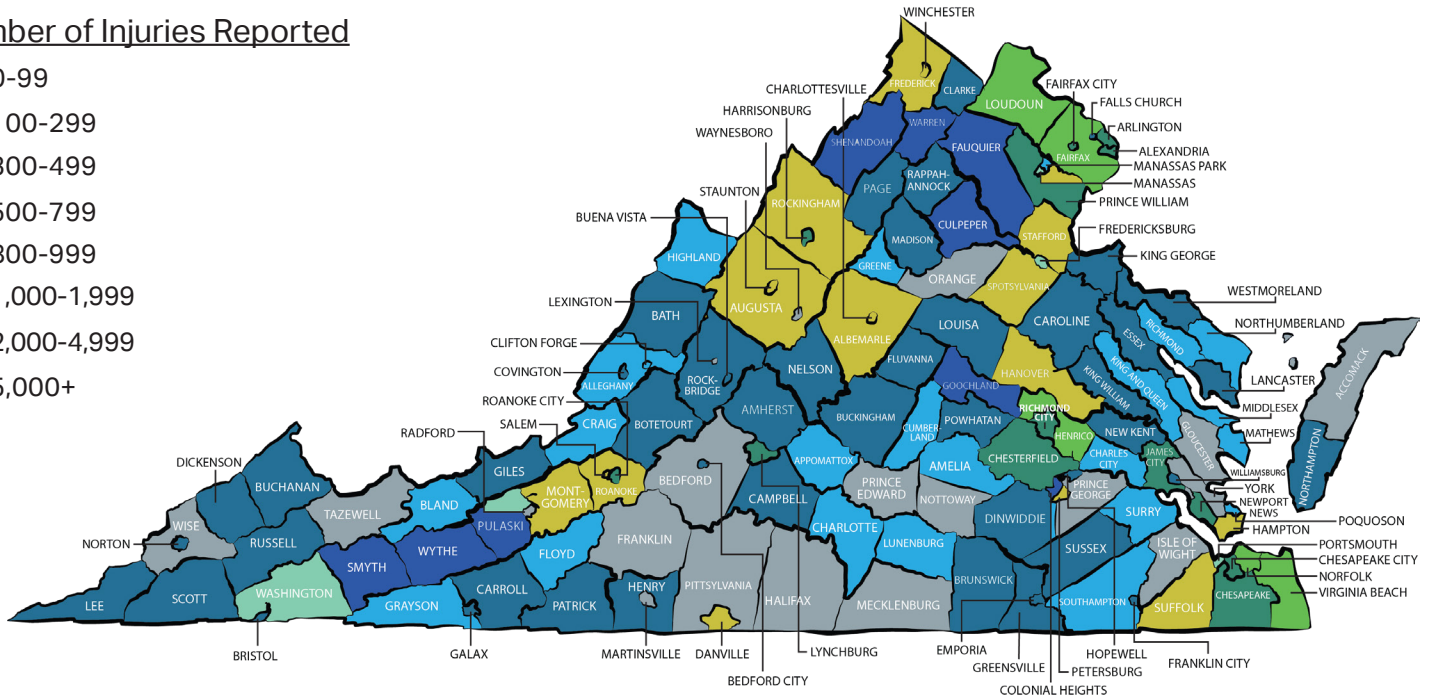 mber of Injuries Reported
0-99
100-299
300-499
500-799
800-999
1,000-1,999
2,000-4,999
5,000+
WINCHESTER
FREDERICK
CLARKE
CHARLOTTESVILLE
HARRISONBURG
WAYNESBORO
LOUDOUN
FAIRFAX CITY
FALLS CHURCH
ARLINGTON
ALEXANDRIA
FAIRFAX
MANASSAS PARK
MANASSAS
PRINCE WILLIAM
SHENANDOAH
WARREN
FAUQUIER
STAUNTON
ROCKINGHAM
PAGE
RAPPAH-
ANNOCK
BUENA VISTA
CULPEPER
MADISON
STAFFORD
FREDERICKSBURG
KING GEORGE
HIGHLAND
GREENE
ORANGE
SPOTSYLVANIA
WESTMORELAND
LEXINGTON
AUGUSTA
BATH
ALBEMARLE
LOUISA
CAROLINE
ESSEX
RICHMOND
NORTHUMBERLAND
CLIFTON FORGE
COVINGTON
ALLEGHANY
ROCK-
BRIDGE
NELSON
FLUVANNA
GOOCHLAND
HANOVER
KING AND QUEEN
KING WILLIAM
LANCASTER
ACCOMACK
ROANOKE CITY
SALEM
RADFORD
CRAIG
BOTETOURT
AMHERST
BUCKINGHAM
CUMBER-
LAND
POWHATAN
RICHMOND
CITY
HENRICO
NEW KENT
MIDDLESEX
MATHEWS
GLOUCESTER
DICKENSON
BUCHANAN
GILES
MONT-
GOMERY
ROANOKE
BEDFORD
APPOMATTOX
AMELIA
CHESTERFIELD
CHARLES
CITY
JAMES
CITY
WILLIAMSBURG
YORK
NEWPORT
NEWS
HAMPTON
POQUOSON
NORTHAMPTON
WISE
NORTON
TAZEWELL
BLAND
PULASKI
CAMPBELL
PRINCE
EDWARD
NOTTOWAY
PRINCE
GEORGE
DINWIDDIE
SURRY
RUSSELL
SMYTH
WYTHE
FLOYD
FRANKLIN
CHARLOTTE
LUNENBURG
SUSSEX
ISLE OF
WIGHT
PORTSMOUTH
CHESAPEAKE CITY
NORFOLK
VIRGINIA BEACH
LEE
SCOTT
WASHINGTON
GRAYSON
CARROLL
PATRICK
HENRY
PITTSYLVANIA
HALIFAX
MECKLENBURG
BRUNSWICK
SOUTHAMPTON
SUFFOLK
CHESAPEAKE
BRISTOL
GALAX
MARTINSVILLE
DANVILLE
BEDFORD CITY
LYNCHBURG
EMPORIA
GREENSVILLE
COLONIAL HEIGHTS
PETERSBURG
HOPEWELL
FRANKLIN CITY